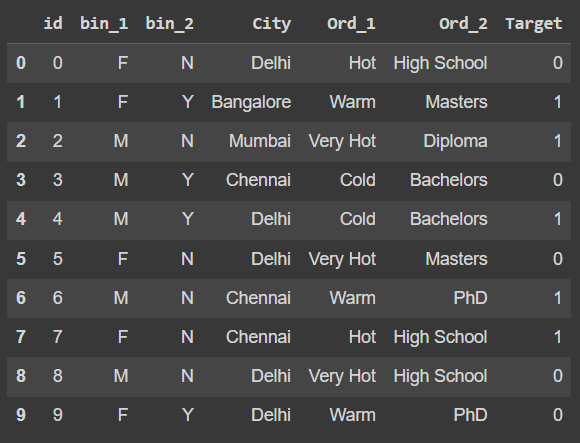 id bin_1 bin_2 City Ord_1 Ord_2 Target
0 0 F N Delhi Hot High School 0
1 1 F Y Bangalore Warm Masters 1
2 2 M N Mumbai Very Hot Diploma 1
3 3 M Y Chennai Cold Bachelors 0
4 4 M Y Delhi Cold Bachelors 1
5 5 F N Delhi Very Hot Masters 0
6 6 M N Chennai Warm PhD 1
7 7 F N Chennai Hot High School 1
8 8 M N Delhi Very Hot High School 0
9 9 F Y Delhi Warm PhD 0